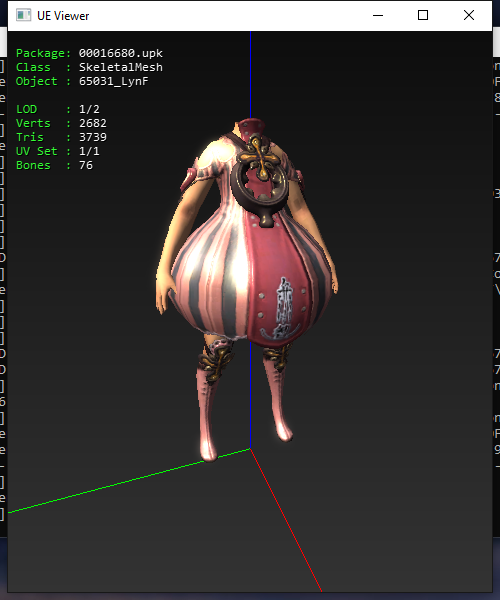 UE Viewer
Package: 00016680.upk
Class : SkeletalMesh
Object : 65031_LynF
LOD : 1/2
Verts : 2682
Tris : 3739
UV Set : 1/1
Bones : 76